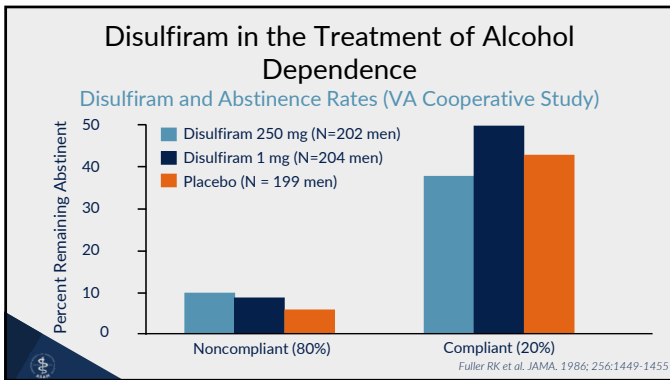 Disulfiram in the Treatment of Alcohol
Dependence
Disulfiram and Abstinence Rates (VA Cooperative Study)
Percent Remaining Abstinent
50
40
30
20
10
0
Disulfiram 250 mg (N=202 men)
Disulfiram 1 mg (N=204 men)
Placebo (N = 199 men)
Noncompliant (80%)
Compliant (20%)
Fuller RK et al. JAMA. 1986; 256:1449-1455